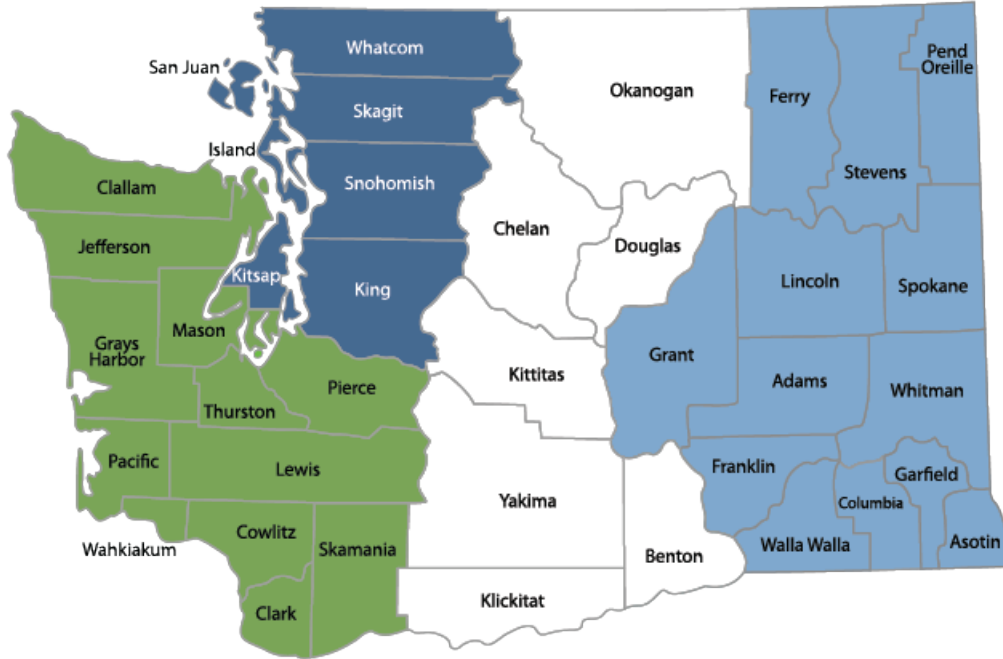 Whatcom
San Juan
Skagit
Island
Snohomish
Clallam
Jefferson
Kitsap
King
Mason
Grays
Harbor
Thurston
Pierce
Pacific
Lewis
Wahkiakum
Cowlitz
Skamania
Clark
Okanogan
Chelan
Douglas
Kittitas
Yakima
Klickitat
Benton
Ferry
Stevens
Pend
Oreille
Lincoln
Spokane
Grant
Adams
Whitman
Franklin
Garfield
Columbia
Walla Walla
Asotin